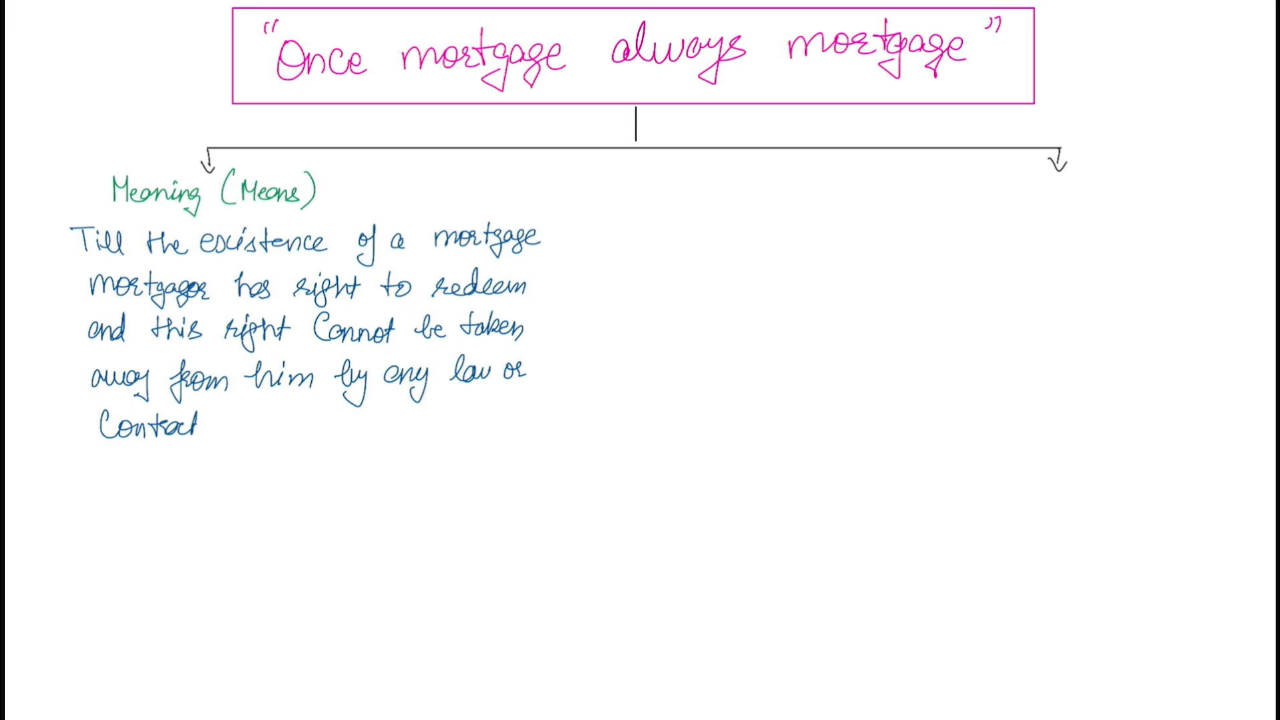 "Once mortgage always mortgage"
Meaning (Means)
Till the existence of a mortgage
mortgagor has right to redeem
and this right Cannot be taken
away from him by any law or
Contract